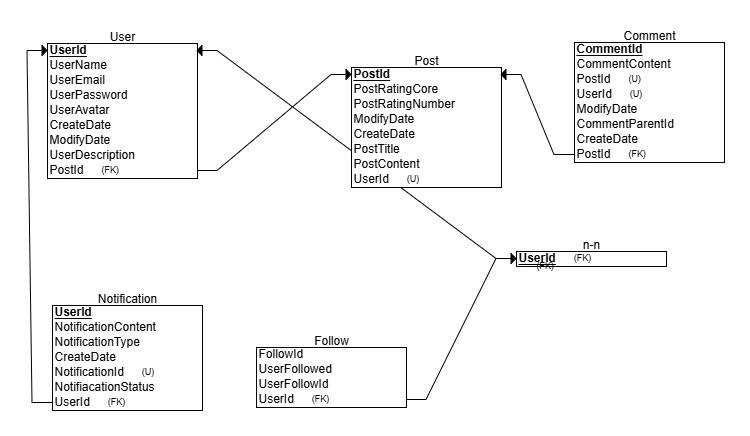 User
UserId
UserName
UserEmail
UserPassword
UserAvatar
CreateDate
ModifyDate
UserDescription
PostId (FK)
Post
PostId
PostRatingCore
PostRatingNumber
ModifyDate
CreateDate
PostTitle
PostContent
UserId (U)
Comment
CommentId
CommentContent
PostId (U)
UserId (U)
ModifyDate
CommentParentId
CreateDate
PostId (FK)
n-n
UserId (FK)
(FK)
Notification
UserId
NotificationContent
NotificationType
CreateDate
NotificationId (U)
NotifiacationStatus
UserId (FK)
Follow
FollowId
UserFollowed
UserFollowId
UserId (FK)